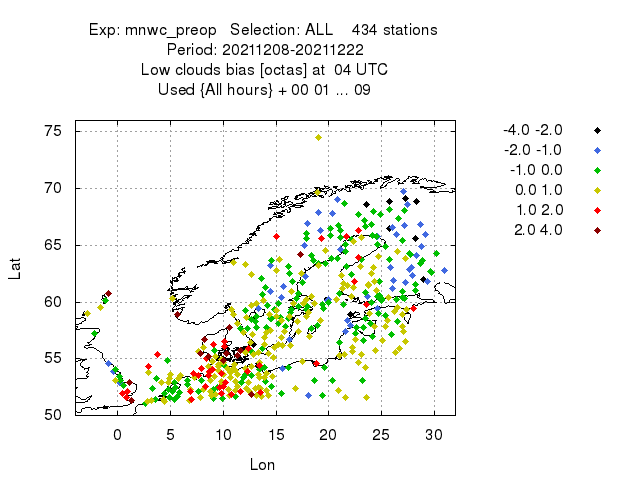 Exp: mnwc_preop   Selection: ALL    434 stations
Period: 20211208-20211222
Low clouds bias [octas] at  04 UTC
Used {All hours} + 00 01 ... 09
-4.0 -2.0
-2.0 -1.0
-1.0 0.0
0.0 1.0
1.0 2.0
2.0 4.0
75
70
65
60
55
50
Lat
0 5 10 15 20 25 30
Lon